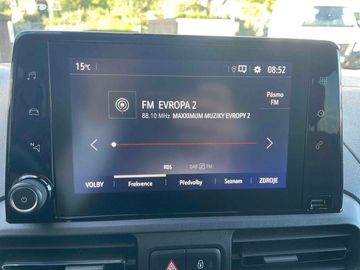 15°C
08:52
FM EVROPA 2
Pásmo
FM
88.10 MHz MAXXIMUM MUZIKY EVROPY 2
RDS
DAB FM
VOLBY
Frekvence
Předvolby
Seznam
ZDROJE
N